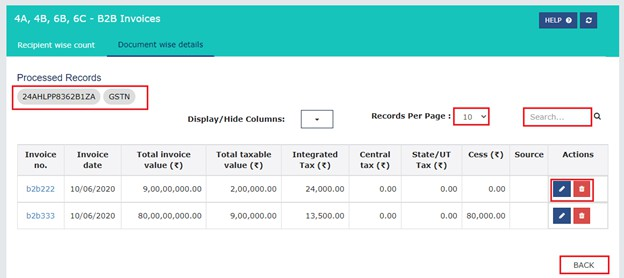 4A, 4B, 6B, 6C - B2B Invoices
HELP
Recipient wise count Document wise details
Processed Records
24AHLPP8362B1ZA GSTN
Display/Hide Columns: Records Per Page : 10 Search...
Invoice no. Invoice date Total invoice value (₹) Total taxable value (₹) Integrated Tax (₹) Central tax (₹) State/UT Tax (₹) Cess (₹) Source Actions
b2b222 10/06/2020 9,00,00,000.00 2,00,000.00 24,000.00 0.00 0.00 0.00
b2b333 10/06/2020 80,00,00,000.00 9,00,000.00 13,500.00 0.00 0.00 80,000.00
BACK